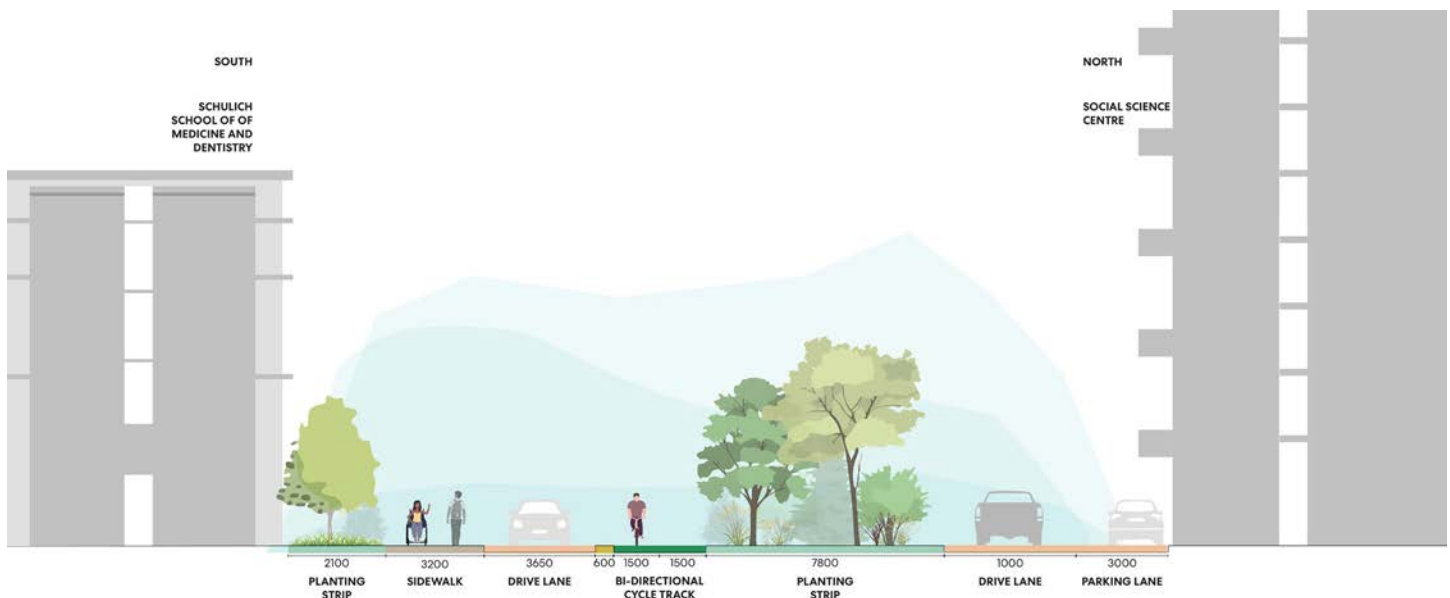 SOUTH
SCHULICH
SCHOOL OF OF
MEDICINE AND
DENTISTRY
NORTH
SOCIAL SCIENCE
CENTRE
2100
PLANTING
STRIP
3200
SIDEWALK
3650
DRIVE LANE
600
1500
1500
BI-DIRECTIONAL
CYCLE TRACK
7800
PLANTING
STRIP
1000
DRIVE LANE
3000
PARKING LANE